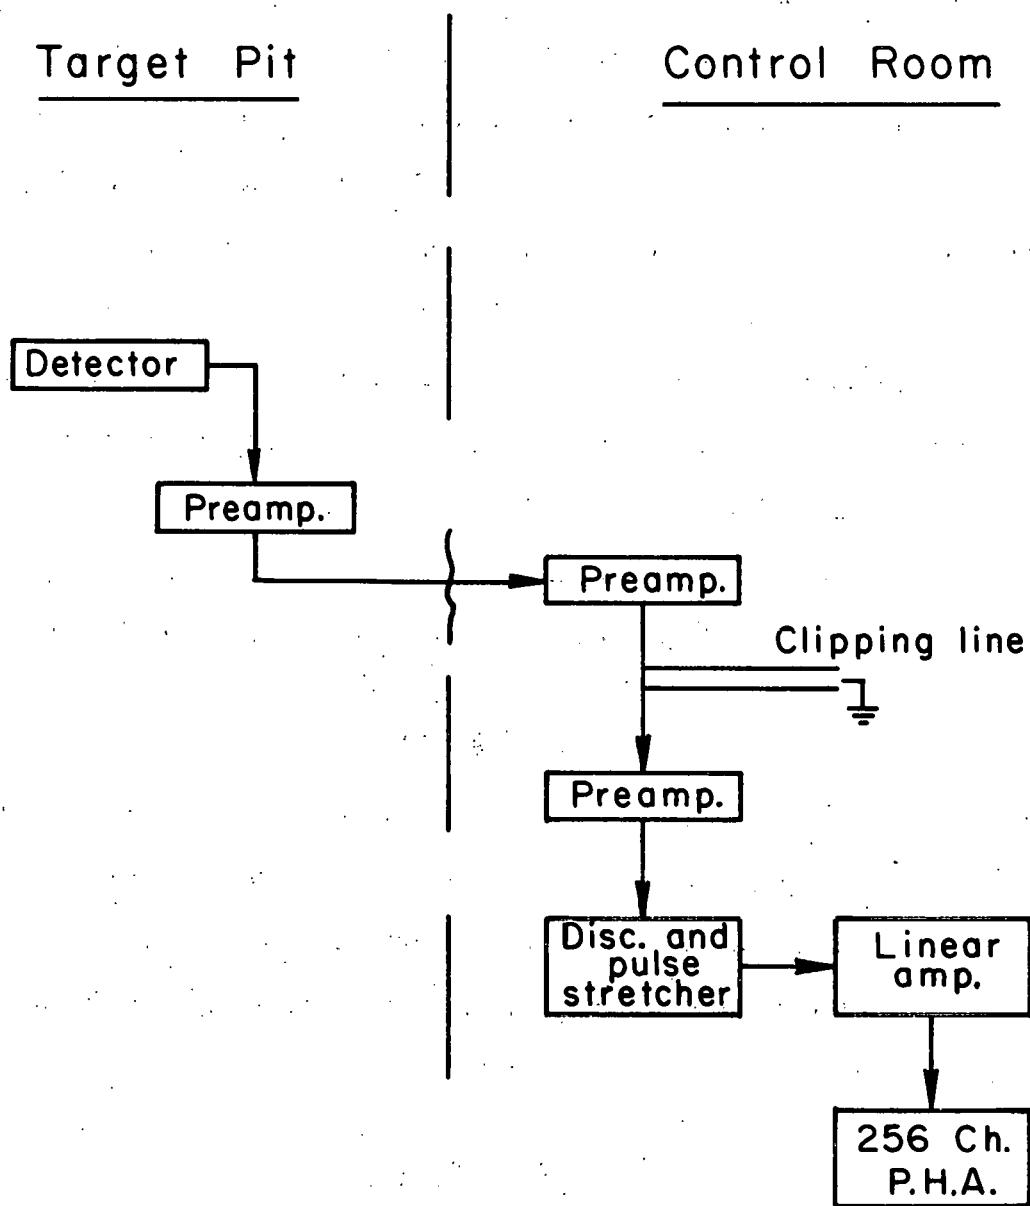 Target Pit
Control Room
Detector
Preamp.
Preamp.
Clipping line
Preamp.
Disc. and
pulse
stretcher
Linear
amp.
256 Ch.
P.H.A.